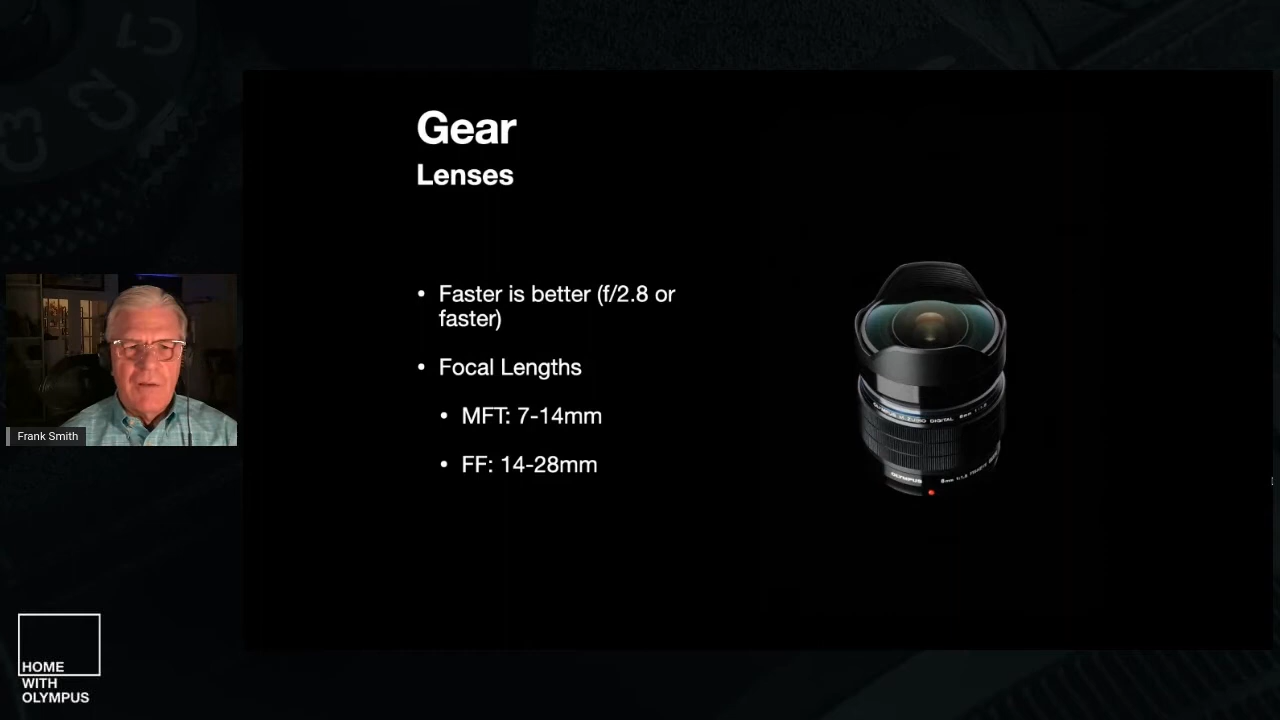 Gear
Lenses
• Faster is better (f/2.8 or
faster)
• Focal Lengths
• MFT: 7-14mm
• FF: 14-28mm
Frank Smith
HOME
WITH
OLYMPUS
OLYMPUS